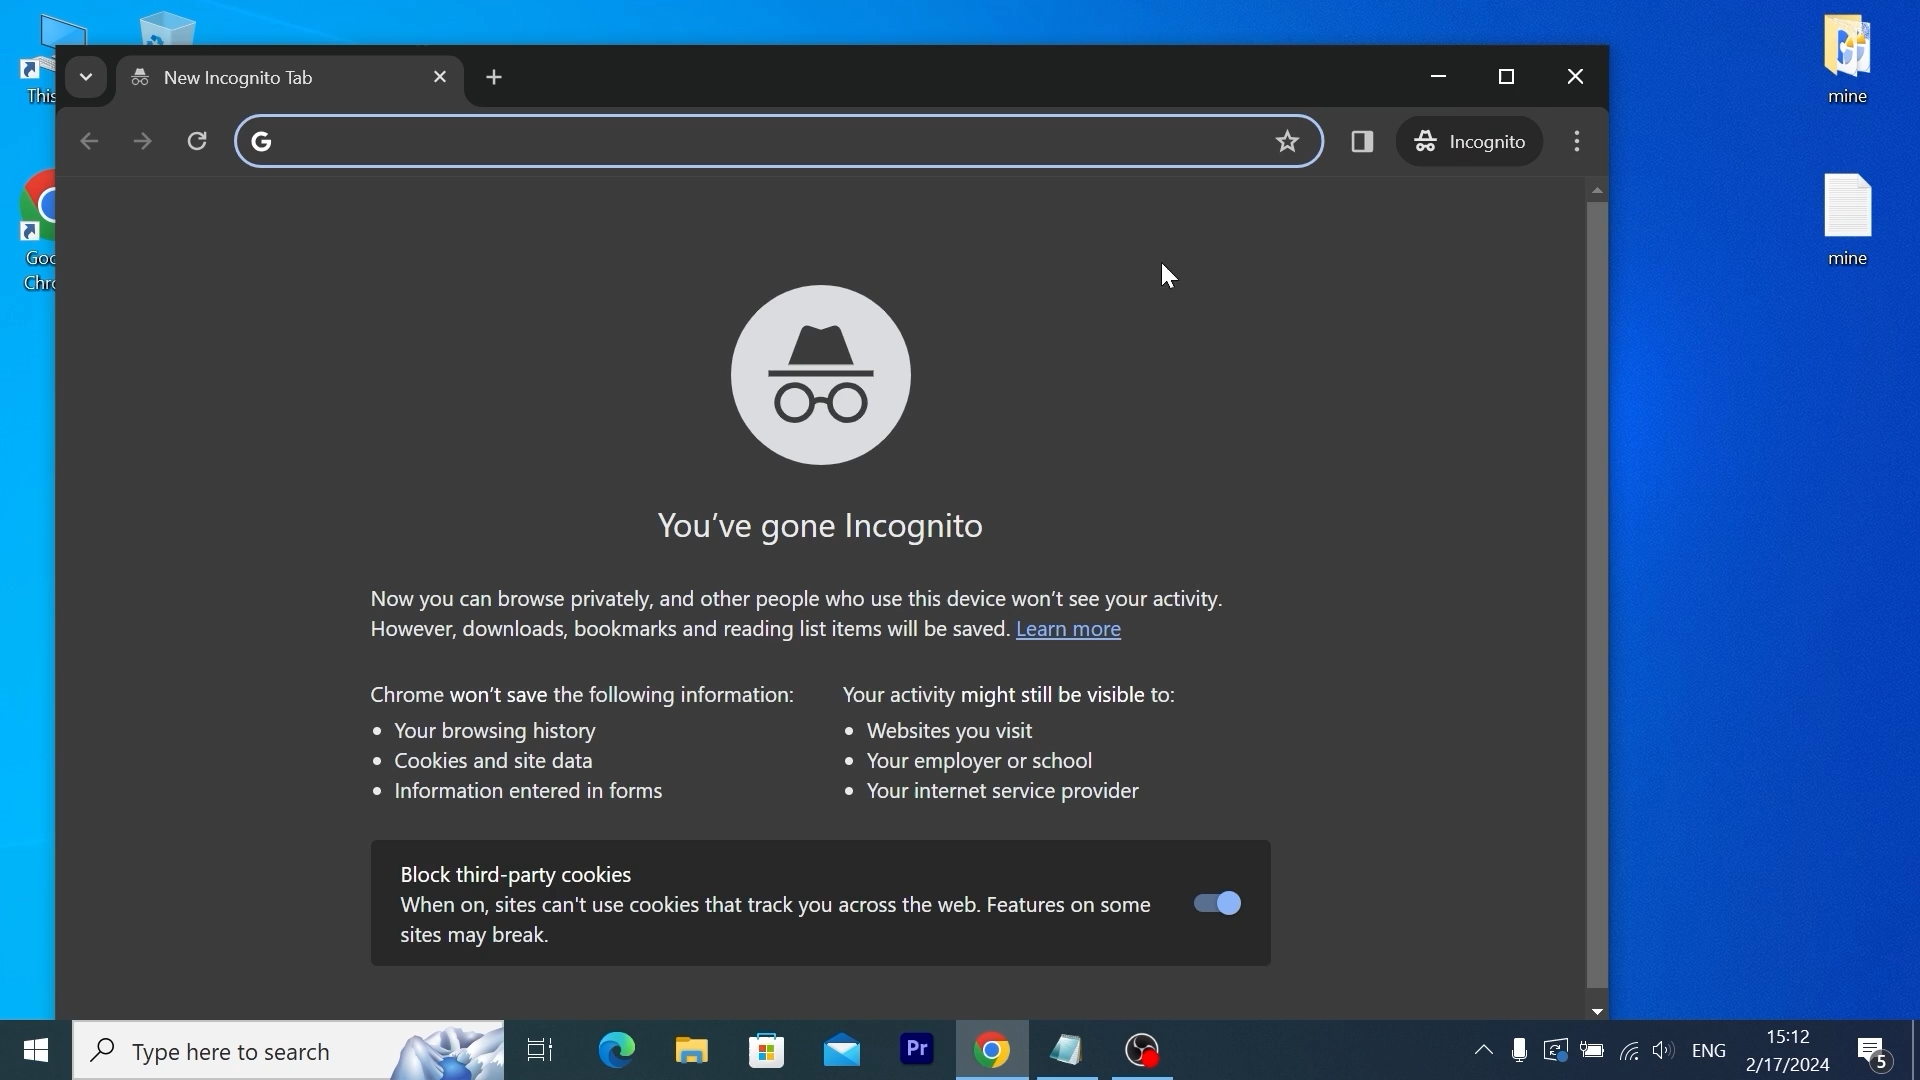 New Incognito Tab
Incognito
This
Goo
Chro
mine
mine
You've gone Incognito
Now you can browse privately, and other people who use this device won't see your activity.
However, downloads, bookmarks and reading list items will be saved. Learn more
Chrome won't save the following information:
Your browsing history
Cookies and site data
Information entered in forms
Your activity might still be visible to:
Websites you visit
Your employer or school
Your internet service provider
Block third-party cookies
When on, sites can't use cookies that track you across the web. Features on some
sites may break.
Type here to search
Pr
ENG
15:12
2/17/2024
5